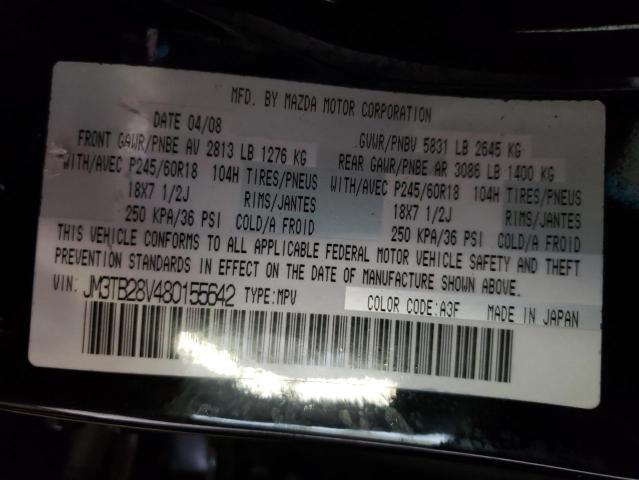 MFD. BY MAZDA MOTOR CORPORATION
DATE 04/08 GVWR/PNBV 5831 LB 2645 KG
FRONT GAWR/PNBE AV 2813 LB 1276 KG REAR GAWR/PNBE AR 3086 LB 1400 KG
WITH/AVEC P245/60R18 104H TIRES/PNEUS WITH/AVEC P245/60R18 104H TIRES/PNEUS
18X7 1/2J RIMS/JANTES 18X7 1/2J RIMS/JANTES
250 KPA/36 PSI COLD/A FROID 250 KPA/36 PSI COLD/A FROID
THIS VEHICLE CONFORMS TO ALL APPLICABLE FEDERAL MOTOR VEHICLE SAFETY AND THEFT
PREVENTION STANDARDS IN EFFECT ON THE DATE OF MANUFACTURE SHOWN ABOVE.
VIN: JM3TB28V480155642 TYPE:MPV COLOR CODE:A3F MADE IN JAPAN